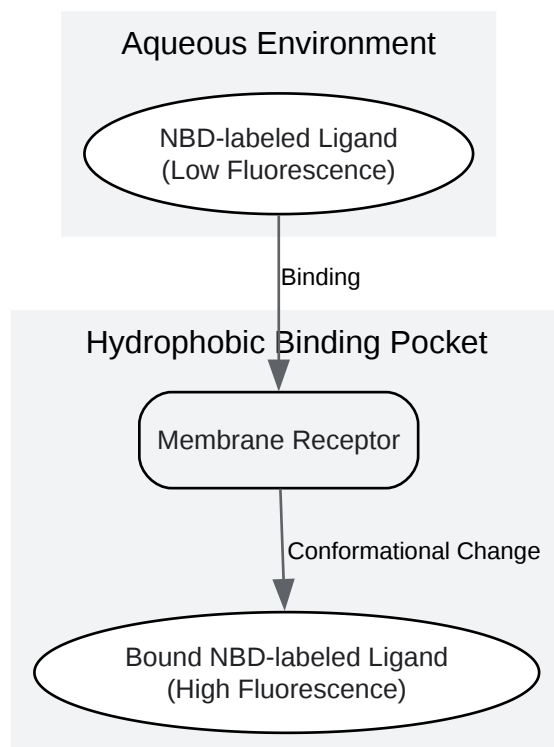 Aqueous Environment
NBD-labeled Ligand
(Low Fluorescence)
Binding
Hydrophobic Binding Pocket
Membrane Receptor
Conformational Change
Bound NBD-labeled Ligand
(High Fluorescence)